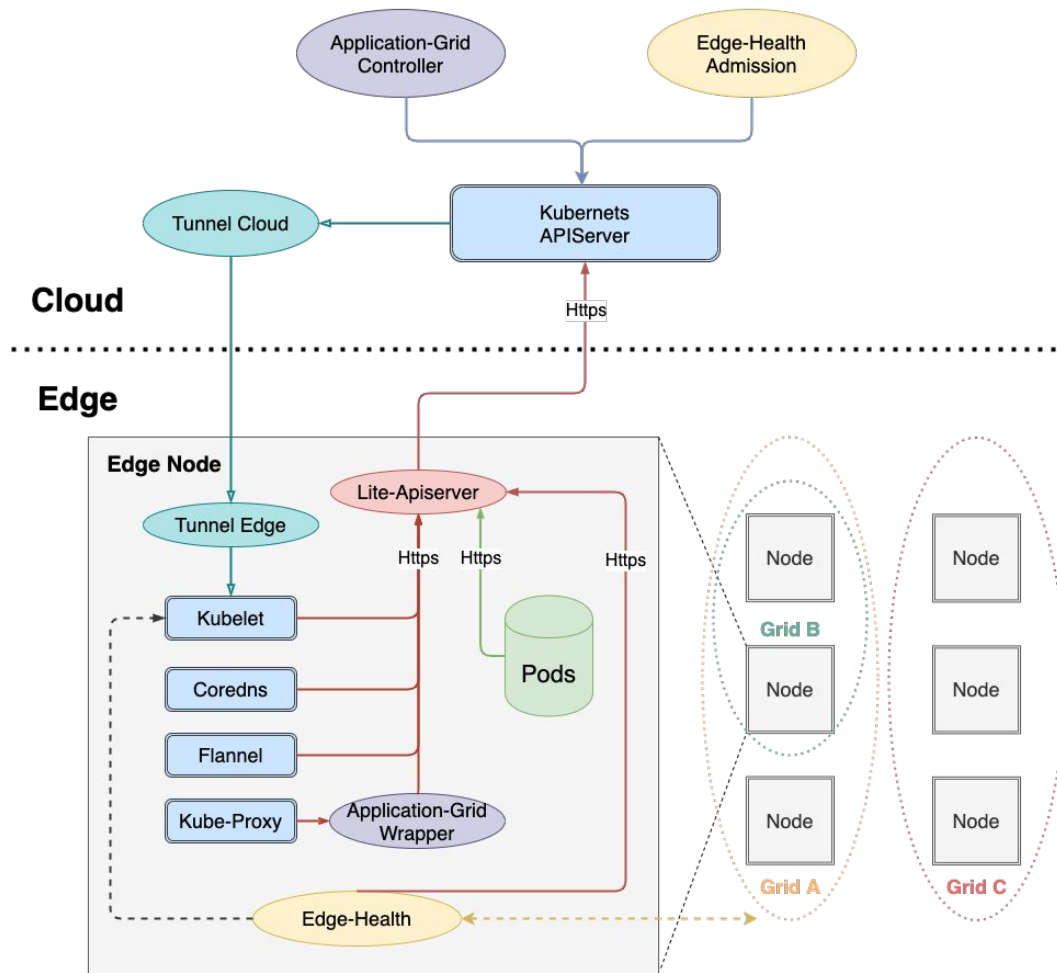 Application-Grid
Controller
Edge-Health
Admission
Tunnel Cloud
Kubernets
APIServer
Cloud
Https
Edge
Edge Node
Lite-Apiserver
Tunnel Edge
Https
Https
Https
Kubelet
Coredns
Pods
Flannel
Kube-Proxy
Application-Grid
Wrapper
Edge-Health
Node
Node
Grid B
Node
Node
Node
Node
Grid A
Grid C